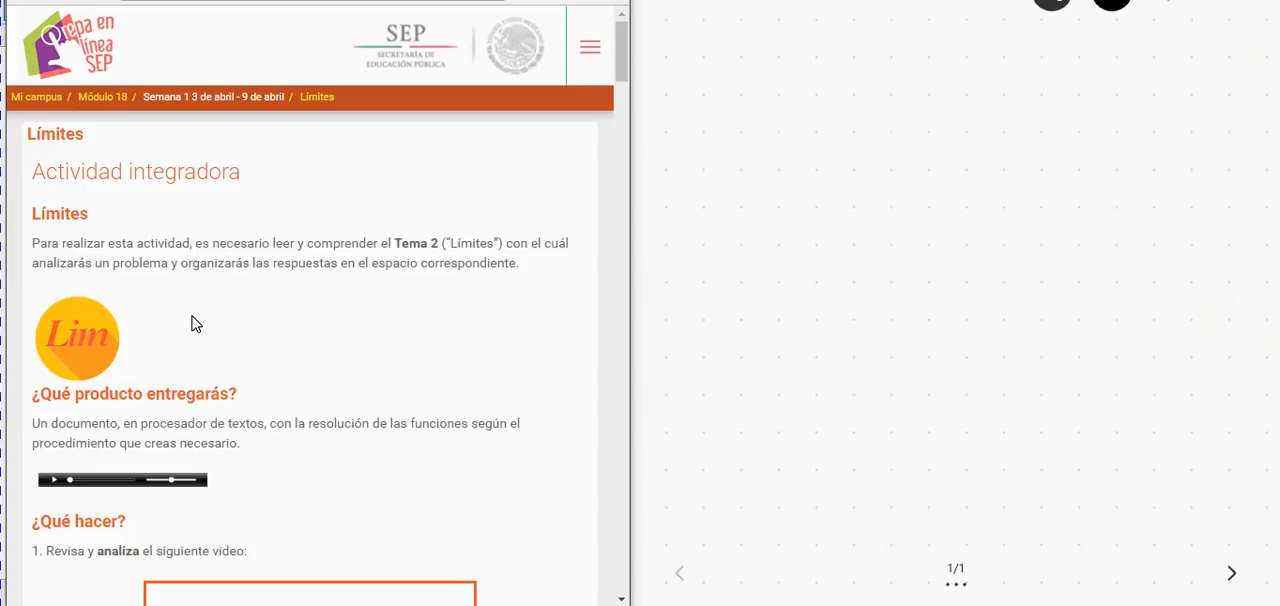 Prepa en
línea
SEP
SEP
SECRETARÍA DE
EDUCACIÓN PÚBLICA
Mi campus / Módulo 18 / Semana 1 3 de abril - 9 de abril / Límites
Límites
Actividad integradora
Límites
Para realizar esta actividad, es necesario leer y comprender el Tema 2 ("Límites") con el cuál
analizarás un problema y organizarás las respuestas en el espacio correspondiente.
Lim
¿Qué producto entregarás?
Un documento, en procesador de textos, con la resolución de las funciones según el
procedimiento que creas necesario.
¿Qué hacer?
1. Revisa y analiza el siguiente video:
1/1